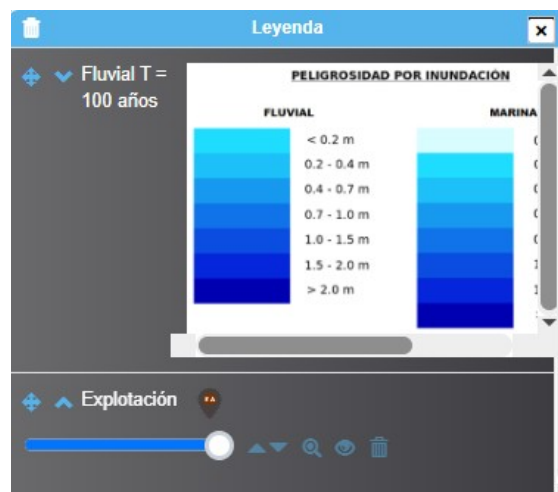 Leyenda
Fluvial T =
100 años
PELIGROSIDAD POR INUNDACIÓN
FLUVIAL
MARINA
< 0.2 m
0.2 - 0.4 m
0.4 - 0.7 m
0.7 - 1.0 m
1.0 - 1.5 m
1.5 - 2.0 m
> 2.0 m
Explotación